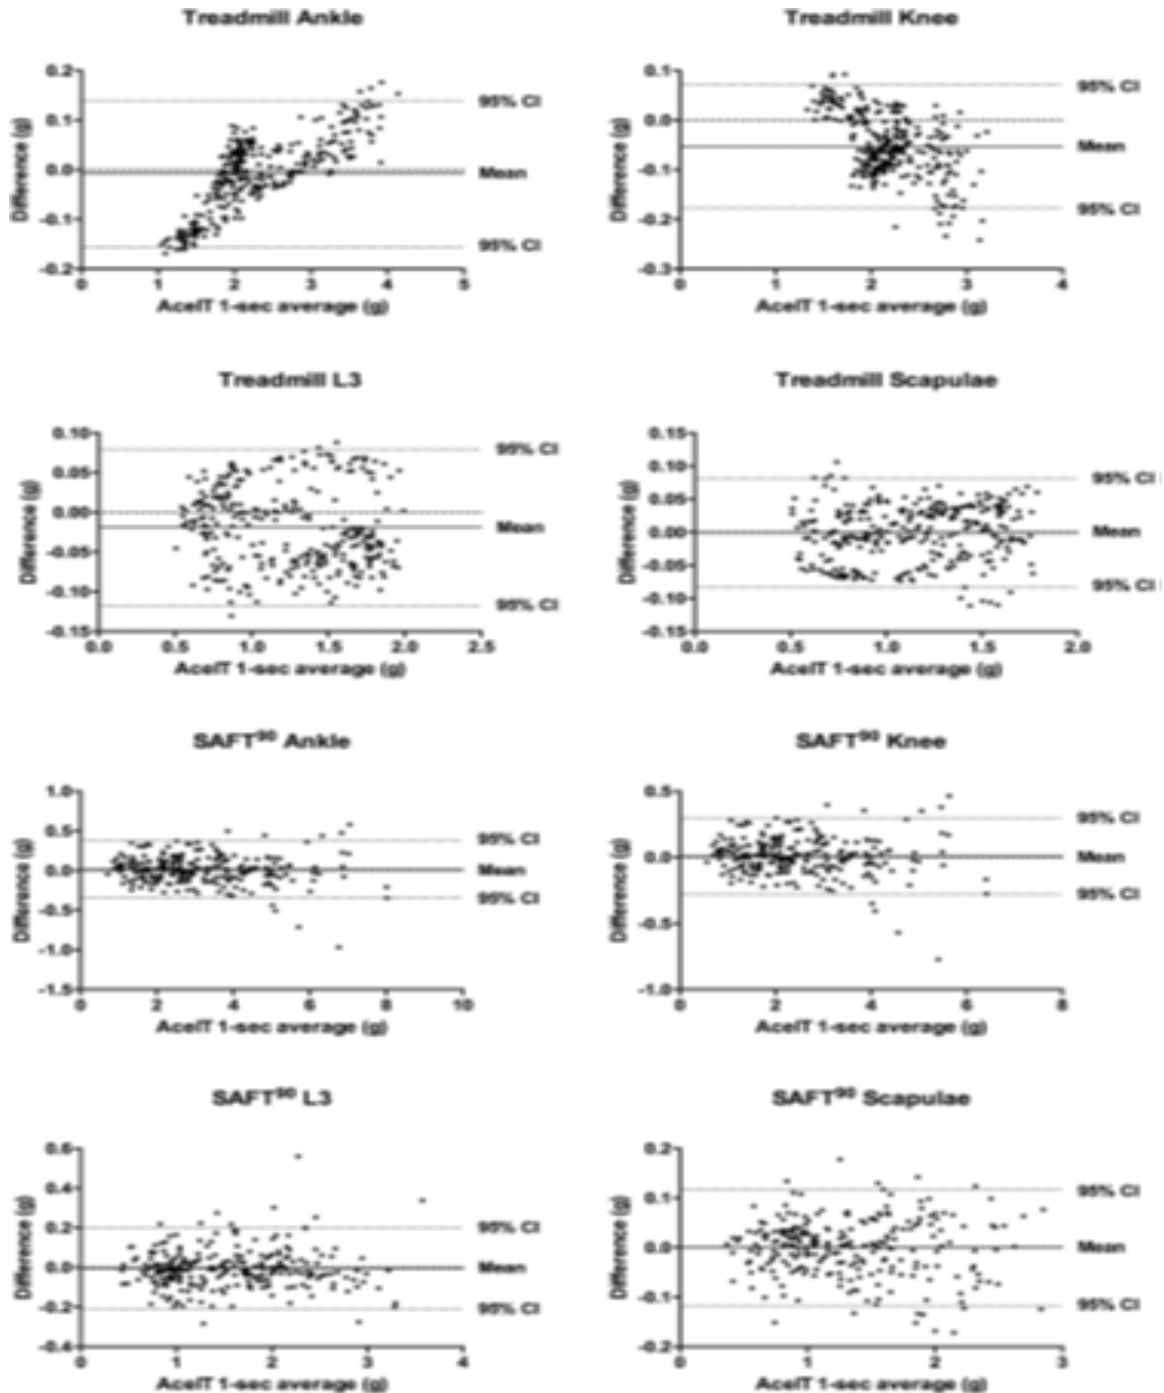 Treadmill Ankle
Difference (g)
0.2
0.1
0.0
-0.1
-0.2
95% CI
Mean
95% CI
0 1 2 3 4 5
AcelT 1-sec average (g)
Treadmill Knee
Difference (g)
0.1
0.0
-0.1
-0.2
-0.3
95% CI
Mean
95% CI
0 1 2 3 4
AcelT 1-sec average (g)
Treadmill L3
Difference (g)
0.10
0.05
0.00
-0.05
-0.10
-0.15
95% CI
Mean
95% CI
0.0 0.5 1.0 1.5 2.0 2.5
AcelT 1-sec average (g)
Treadmill Scapulae
Difference (g)
0.15
0.10
0.05
0.00
-0.05
-0.10
-0.15
95% CI
Mean
95% CI
0.0 0.5 1.0 1.5 2.0
AcelT 1-sec average (g)
SAFT⁹⁰ Ankle
Difference (g)
1.0
0.5
0.0
-0.5
-1.0
-1.5
95% CI
Mean
95% CI
0 2 4 6 8 10
AcelT 1-sec average (g)
SAFT⁹⁰ Knee
Difference (g)
0.5
0.0
-0.5
-1.0
95% CI
Mean
95% CI
0 2 4 6 8
AcelT 1-sec average (g)
SAFT⁹⁰ L3
Difference (g)
0.6
0.4
0.2
0.0
-0.2
-0.4
95% CI
Mean
95% CI
0 1 2 3 4
AcelT 1-sec average (g)
SAFT⁹⁰ Scapulae
Difference (g)
0.2
0.1
0.0
-0.1
-0.2
95% CI
Mean
95% CI
0 1 2 3
AcelT 1-sec average (g)